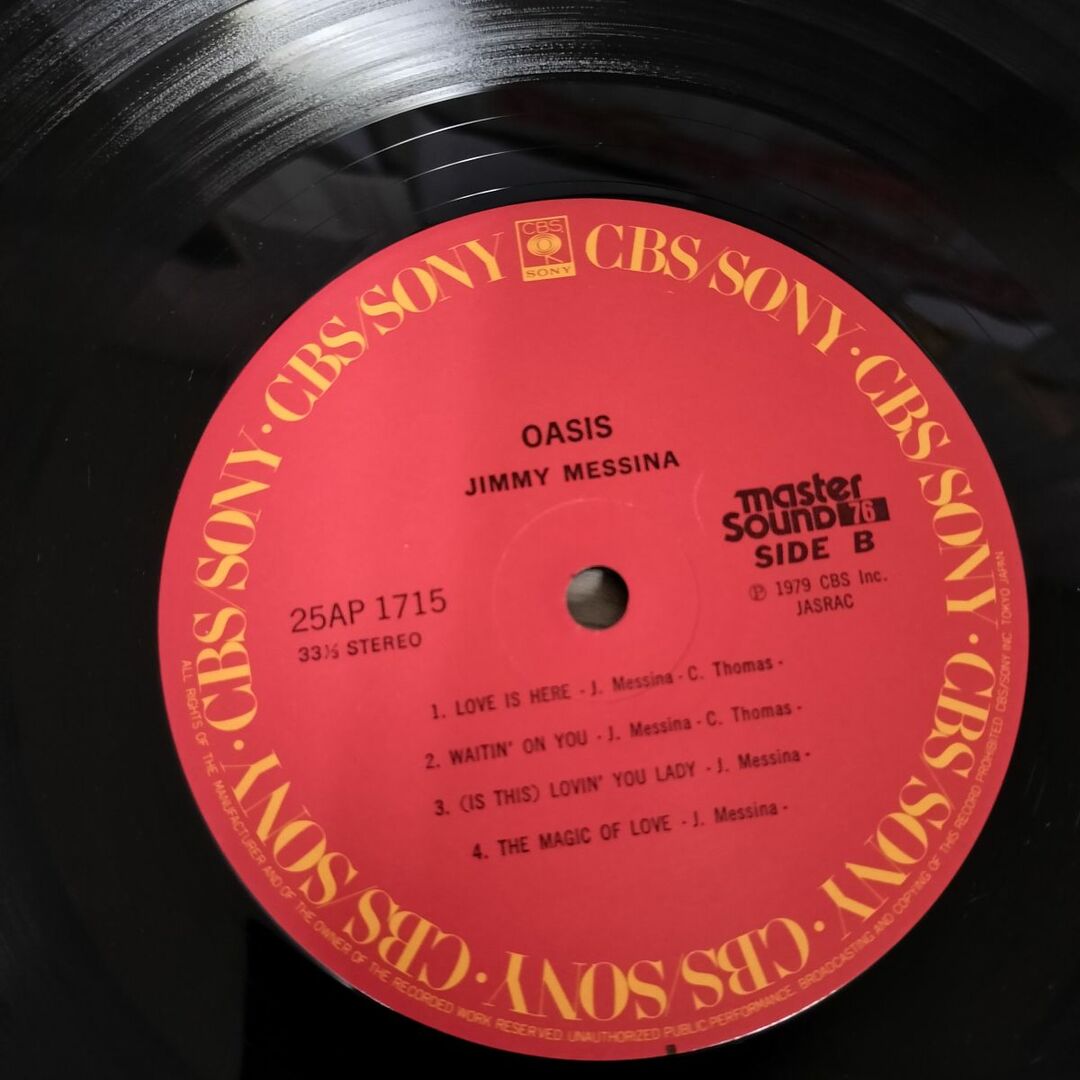 CBS
SONY
CBS/SONY · CBS/SONY · CBS/SONY · CBS/SONY · CBS/SONY · CBS/SONY · CBS/SONY · CBS/SONY · CBS/SONY · CBS/SONY
OASIS
JIMMY MESSINA
master
Sound 76
SIDE B
Ⓟ 1979 CBS Inc.
JASRAC
25AP 1715
33⅓ STEREO
1. LOVE IS HERE - J. Messina - C. Thomas -
2. WAITIN' ON YOU - J. Messina - C. Thomas -
3. (IS THIS) LOVIN' YOU LADY - J. Messina -
4. THE MAGIC OF LOVE - J. Messina -
ALL RIGHTS OF THE MANUFACTURER AND OF THE OWNER OF THE RECORDED WORK RESERVED. UNAUTHORIZED PUBLIC PERFORMANCE, BROADCASTING AND COPYING OF THIS RECORD PROHIBITED CBS/SONY INC. TOKYO JAPAN